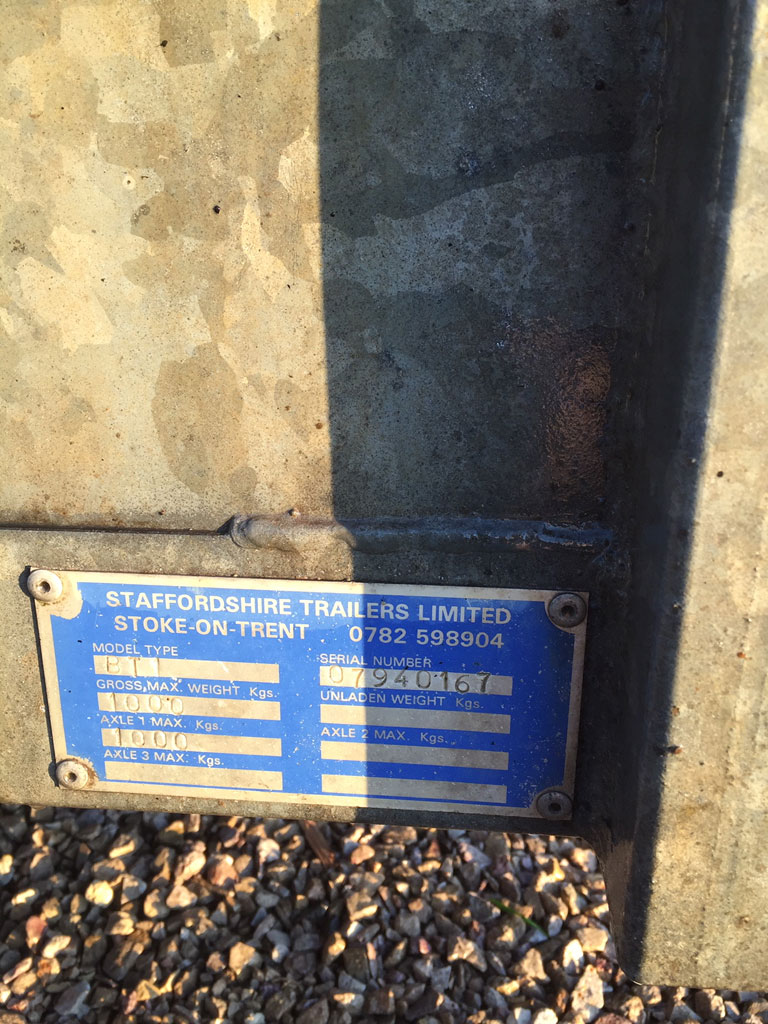 STAFFORDSHIRE TRAILERS LIMITED
STOKE-ON-TRENT 0782 598904
MODEL TYPE
BT1
SERIAL NUMBER
07940167
GROSS MAX. WEIGHT Kgs.
1000
UNLADEN WEIGHT Kgs.
AXLE 1 MAX. Kgs.
1000
AXLE 2 MAX. Kgs.
AXLE 3 MAX. Kgs.